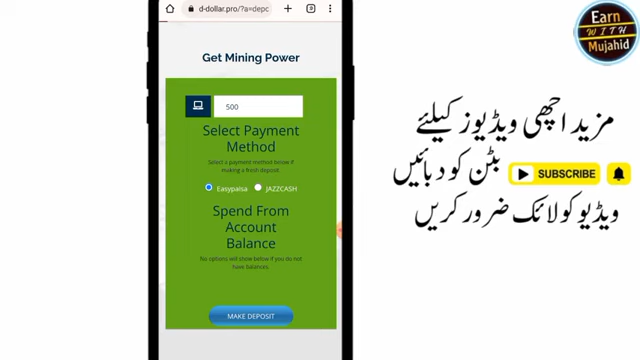 d-dollar.pro/?a=depc
Get Mining Power
500
Select Payment
Method
Select a payment method below if
making a fresh deposit
Easypaisa
JAZZCASH
Spend From
Account
Balance
No options will show below if you do not
have balances.
MAKE DEPOSIT
Earn
WITH
Mujahid
مزید اچھی ویڈیوز کیلئے
بٹن کو دبائیں SUBSCRIBE
ویڈیو کو لائک ضرور کریں